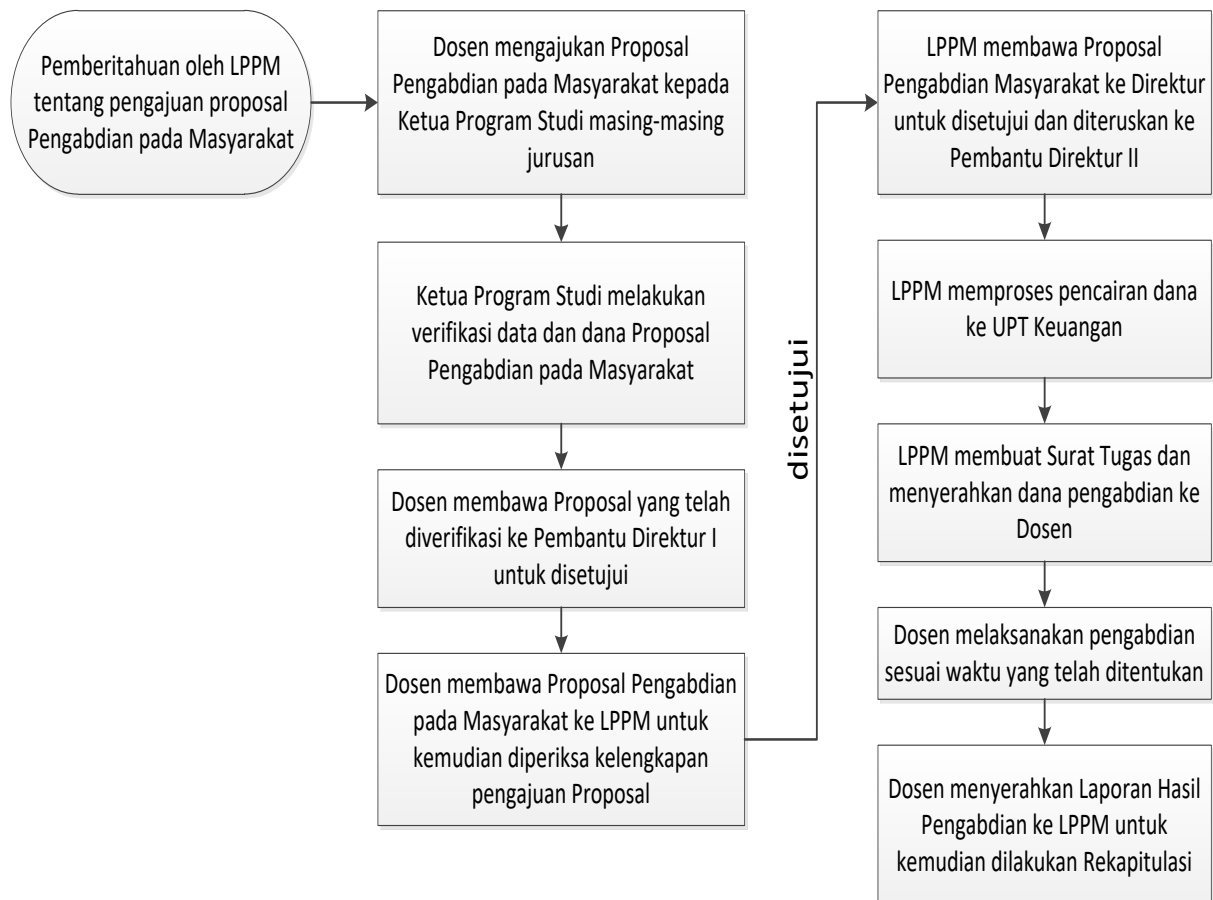 Pemberitahuan oleh LPPM
tentang pengajuan proposal
Pengabdian pada Masyarakat
Dosen mengajukan Proposal
Pengabdian pada Masyarakat kepada
Ketua Program Studi masing-masing
jurusan
Ketua Program Studi melakukan
verifikasi data dan dana Proposal
Pengabdian pada Masyarakat
Dosen membawa Proposal yang telah
diverifikasi ke Pembantu Direktur I
untuk disetujui
Dosen membawa Proposal Pengabdian
pada Masyarakat ke LPPM untuk
kemudian diperiksa kelengkapan
pengajuan Proposal
disetujui
LPPM membawa Proposal
Pengabdian Masyarakat ke Direktur
untuk disetujui dan diteruskan ke
Pembantu Direktur II
LPPM memproses pencairan dana
ke UPT Keuangan
LPPM membuat Surat Tugas dan
menyerahkan dana pengabdian ke
Dosen
Dosen melaksanakan pengabdian
sesuai waktu yang telah ditentukan
Dosen menyerahkan Laporan Hasil
Pengabdian ke LPPM untuk
kemudian dilakukan Rekapitulasi